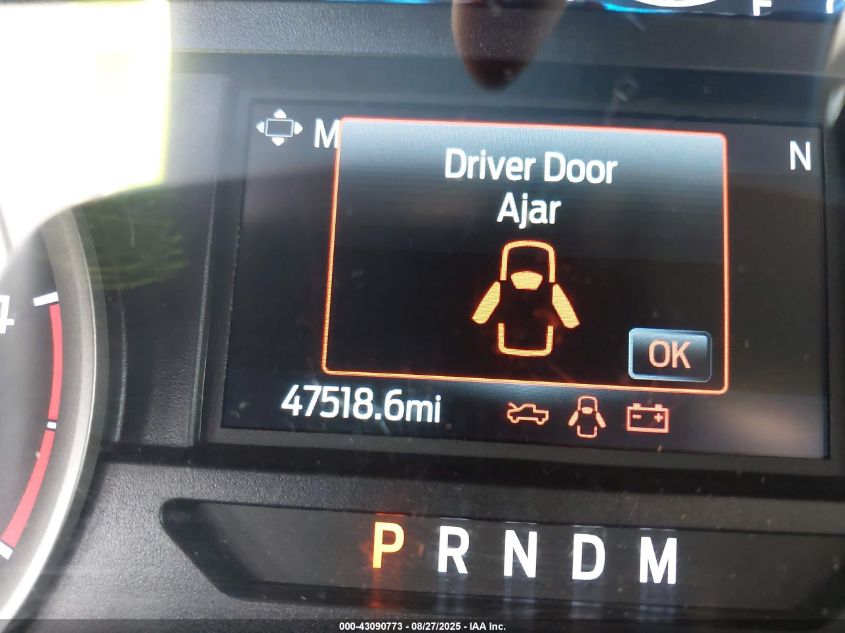 M
N
Driver Door
Ajar
OK
47518.6mi
P R N D M
000-43090773 - 08/27/2025 - IAA Inc.